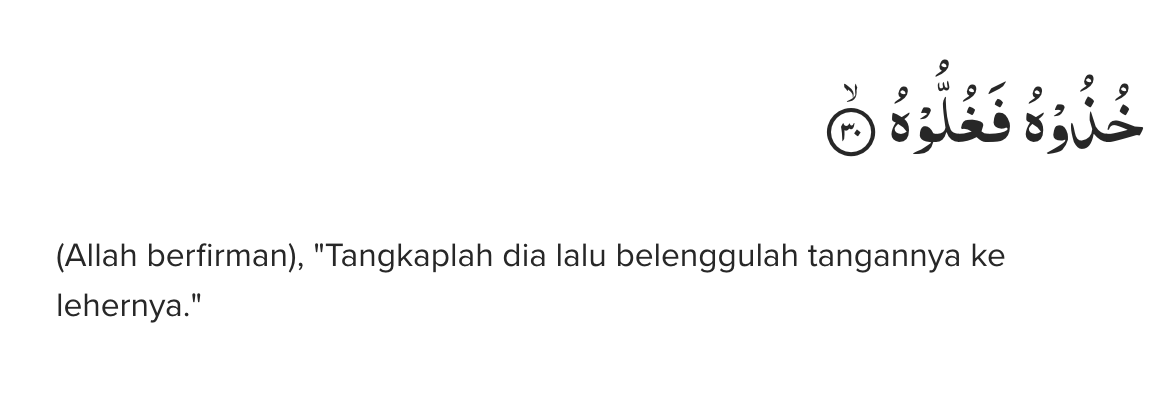 خُذُوْهُ فَغُلُّوْهُ ۙ ٣٠
(Allah berfirman), "Tangkaplah dia lalu belenggulah tangannya ke
lehernya."